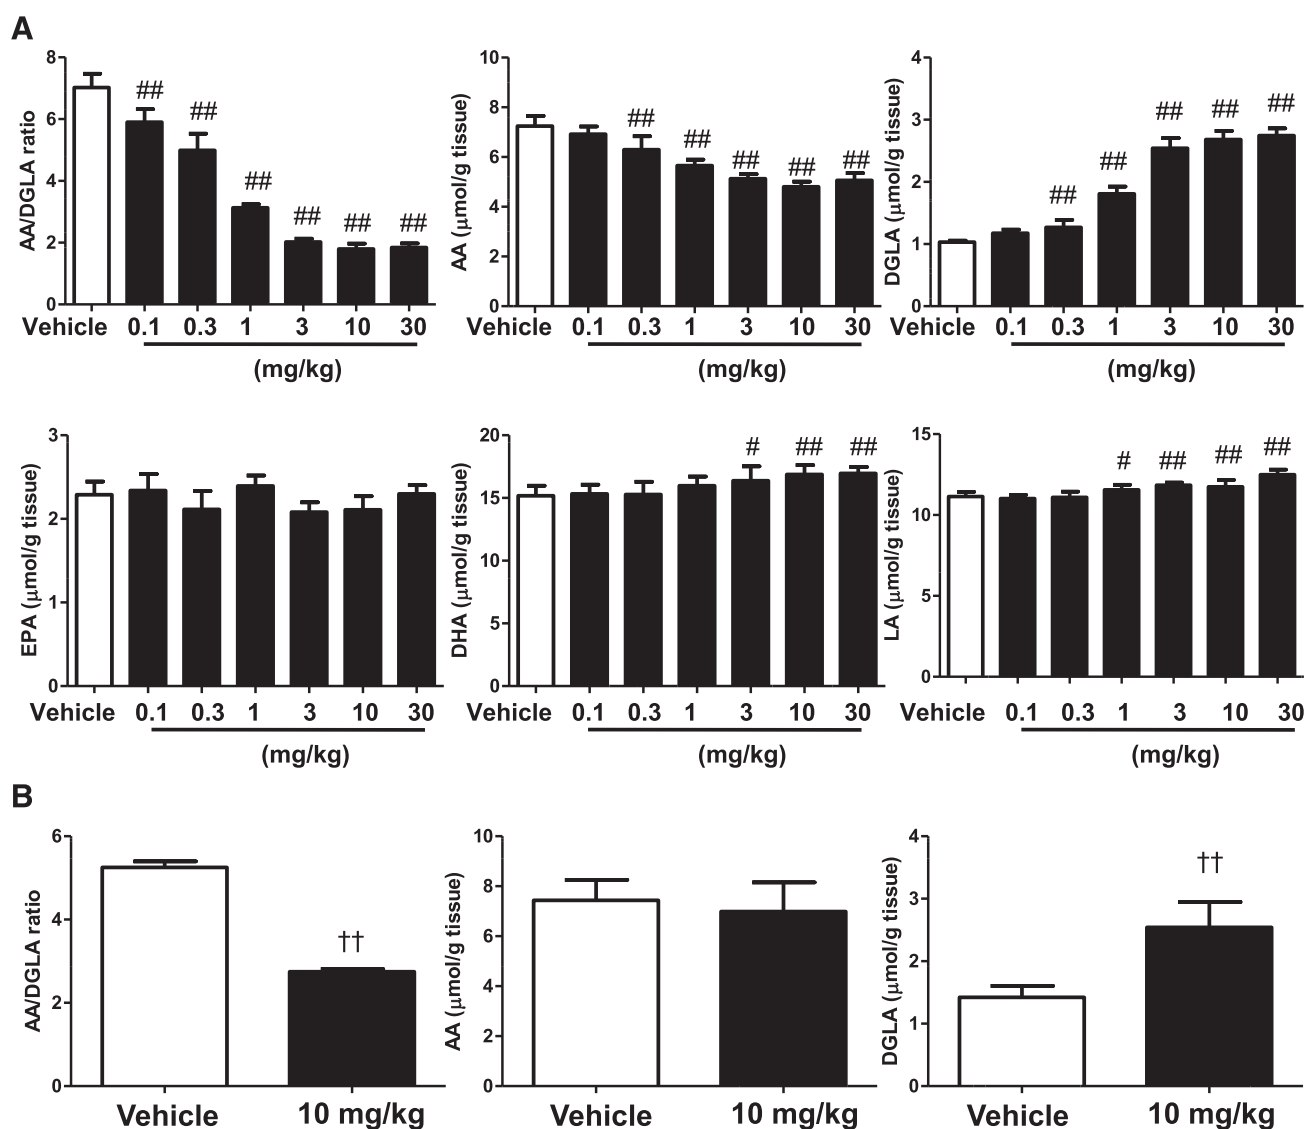 A
AA/DGLA ratio
8
6
4
2
0
##
##
##
##
##
##
Vehicle 0.1 0.3 1 3 10 30
(mg/kg)
AA (μmol/g tissue)
10
8
6
4
2
0
##
##
##
##
##
Vehicle 0.1 0.3 1 3 10 30
(mg/kg)
DGLA (μmol/g tissue)
4
3
2
1
0
##
##
##
##
##
Vehicle 0.1 0.3 1 3 10 30
(mg/kg)
EPA (μmol/g tissue)
3
2
1
0
Vehicle 0.1 0.3 1 3 10 30
(mg/kg)
DHA (μmol/g tissue)
20
15
10
5
0
# ## ##
Vehicle 0.1 0.3 1 3 10 30
(mg/kg)
LA (μmol/g tissue)
15
10
5
0
# ## ## ##
Vehicle 0.1 0.3 1 3 10 30
(mg/kg)
B
AA/DGLA ratio
6
4
2
0
††
Vehicle 10 mg/kg
AA (μmol/g tissue)
10
8
6
4
2
0
Vehicle 10 mg/kg
DGLA (μmol/g tissue)
4
3
2
1
0
††
Vehicle 10 mg/kg